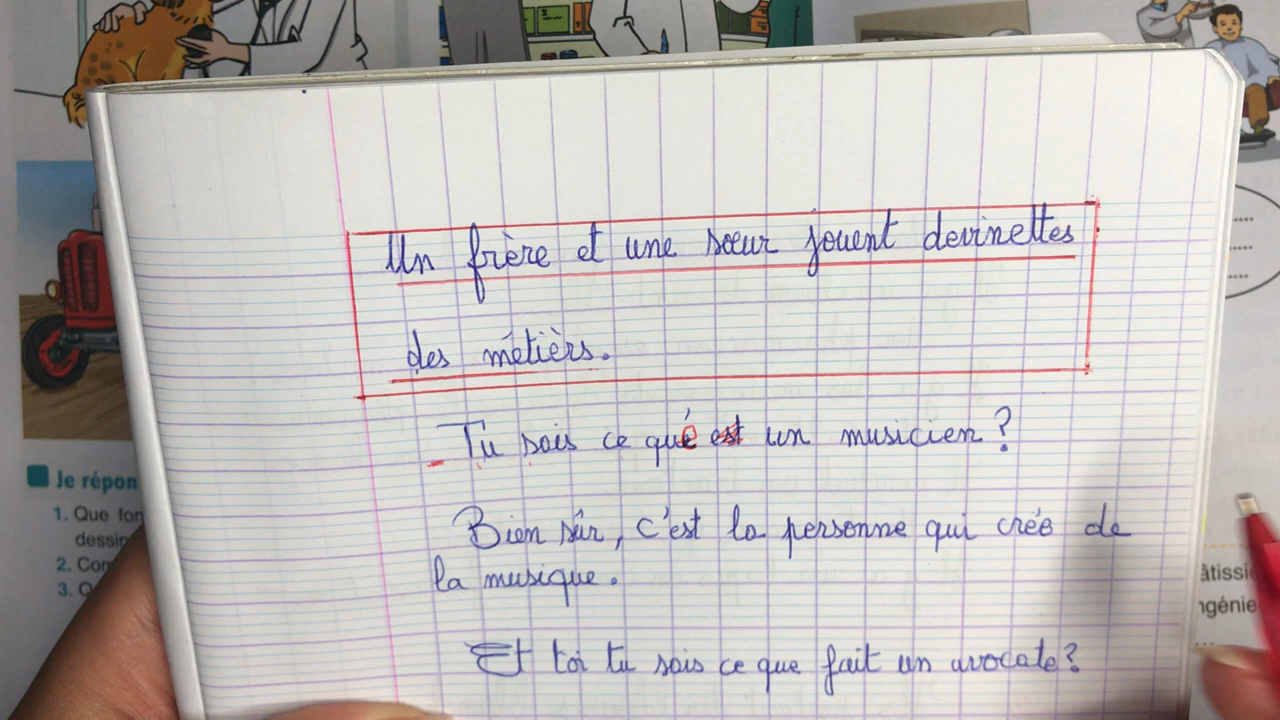 Un frère et une sœur jouent devinettes
des métièrs.
Tu sais ce qué est un musicien ?
Bien sûr, c'est la personne qui crée de
la musique.
Et toi tu sais ce que fait un avocate ?
Je répon
1. Que fon
dessin
2. Com
3. Q
âtissi
ngénie